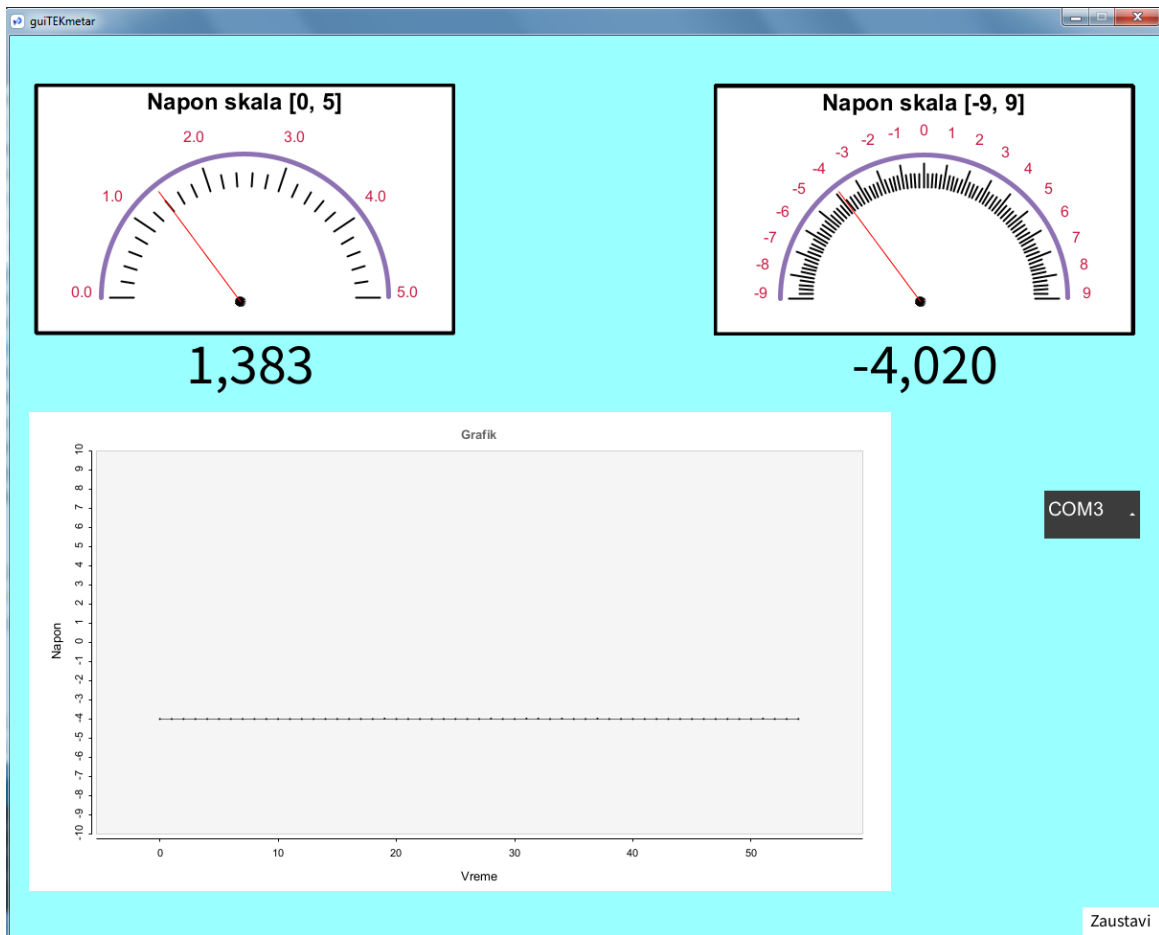 guiTEKmetar
Napon skala [0, 5]
0.0 1.0 2.0 3.0 4.0 5.0
1,383
Napon skala [-9, 9]
-9 -8 -7 -6 -5 -4 -3 -2 -1 0 1 2 3 4 5 6 7 8 9
-4,020
Grafik
10
9
8
7
6
5
4
3
2
1
0
-1
-2
-3
-4
-5
-6
-7
-8
-9
-10
Napon
0 10 20 30 40 50
Vreme
COM3
Zaustavi